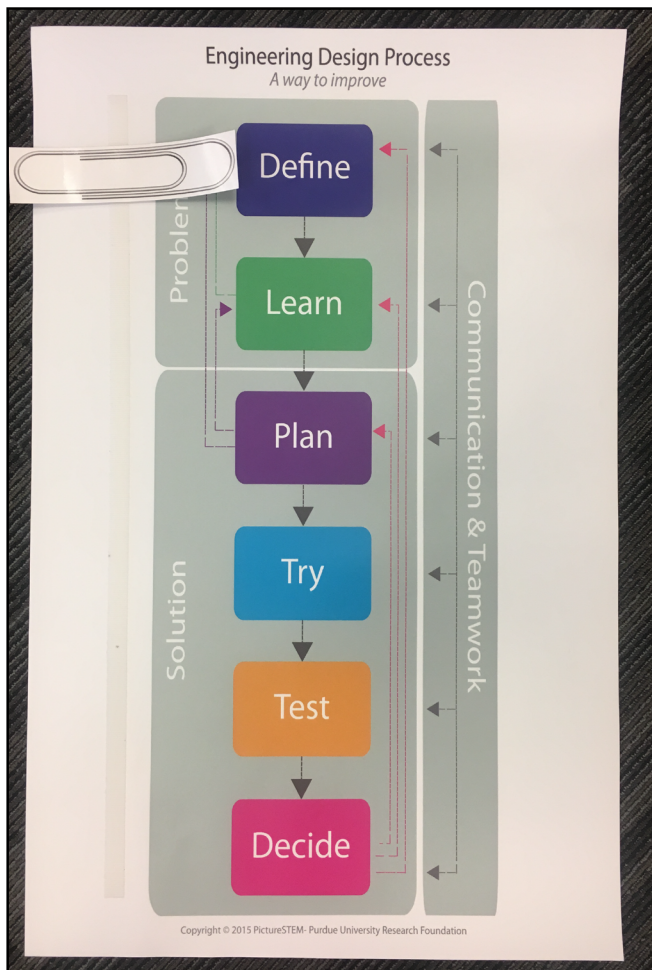 Engineering Design Process
A way to improve
Problem
Define
Learn
Solution
Plan
Try
Test
Decide
Communication & Teamwork
Copyright © 2015 PictureSTEM- Purdue University Research Foundation